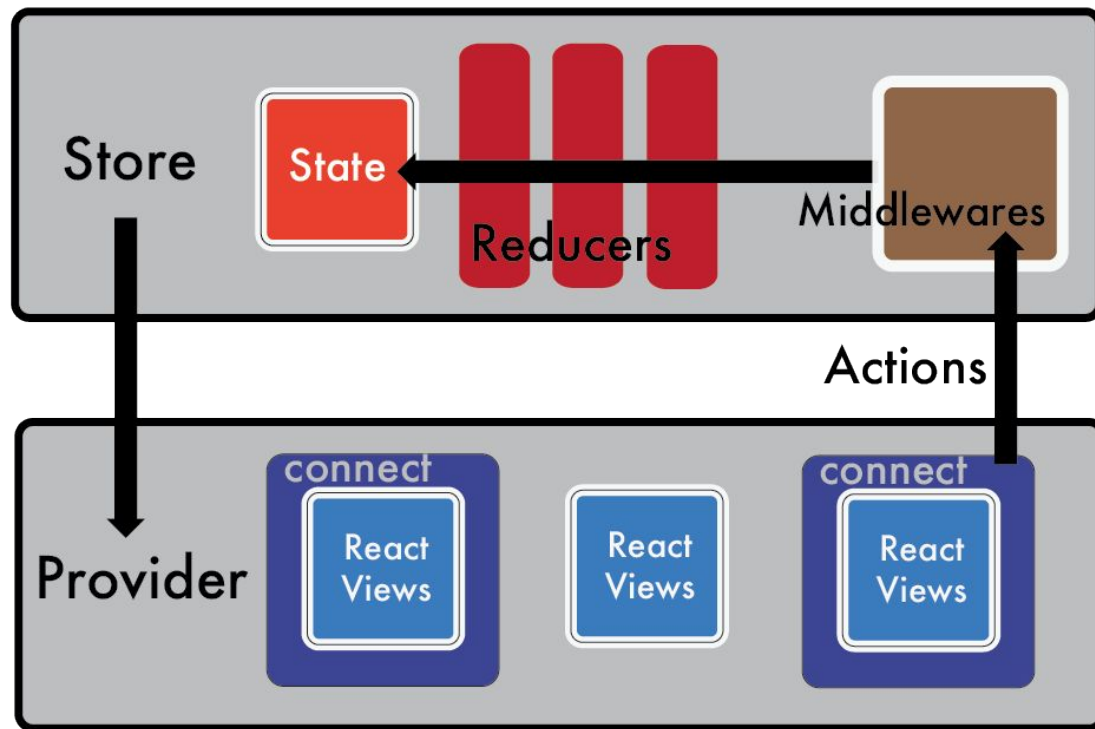 Store
State
Reducers
Middlewares
Actions
Provider
connect
React
Views
React
Views
connect
React
Views